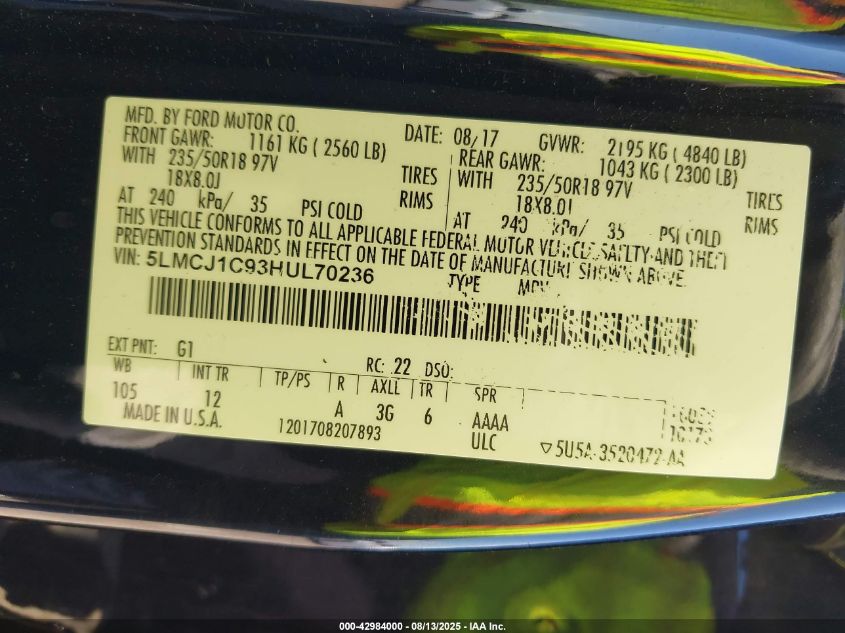 MFD. BY FORD MOTOR CO. DATE: 08/17 GVWR: 2195 KG ( 4840 LB)
FRONT GAWR: 1161 KG ( 2560 LB) REAR GAWR: 1043 KG ( 2300 LB)
WITH 235/50R18 97V TIRES WITH 235/50R18 97V TIRES
18X8.0J RIMS 18X8.0J RIMS
AT 240 kPa/ 35 PSI COLD AT 240 kPa/ 35 PSI COLD
THIS VEHICLE CONFORMS TO ALL APPLICABLE FEDERAL MOTOR VEHICLE SAFETY AND THEFT
PREVENTION STANDARDS IN EFFECT ON THE DATE OF MANUFACTURE SHOWN ABOVE.
VIN: 5LMCJ1C93HUL70236 TYPE MPV
EXT PNT: G1 RC: 22 DSO:
WB INT TR TP/PS R AXLE TR SPR
105 12 A 3G 6 AAAA
MADE IN U.S.A. 1201708207893 ULC 5U5A-3520472-AA
000-42984000 - 08/13/2025 - IAA Inc.